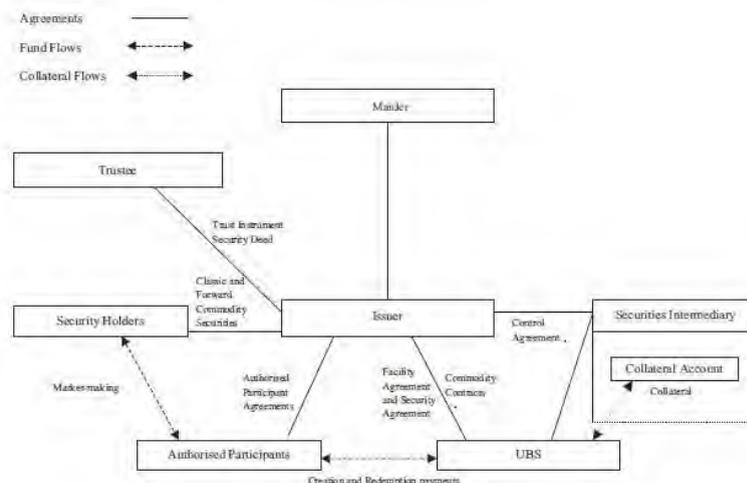 Agreements
Fund Flows
Collateral Flows
Manler
Trustee
Trust Instrument
Security Deed
Classic and
Forward
Commodity
Securities
Security Holders
Issuer
Control
Agreement
Securities Intermediary
Collateral Account
Collateral
Market-making
Authorised
Participant
Agreements
Facility
Agreement
and Security
Agreement
Commodity
Contracts
Authorised Participants
UBS
Creation and Redemption payments